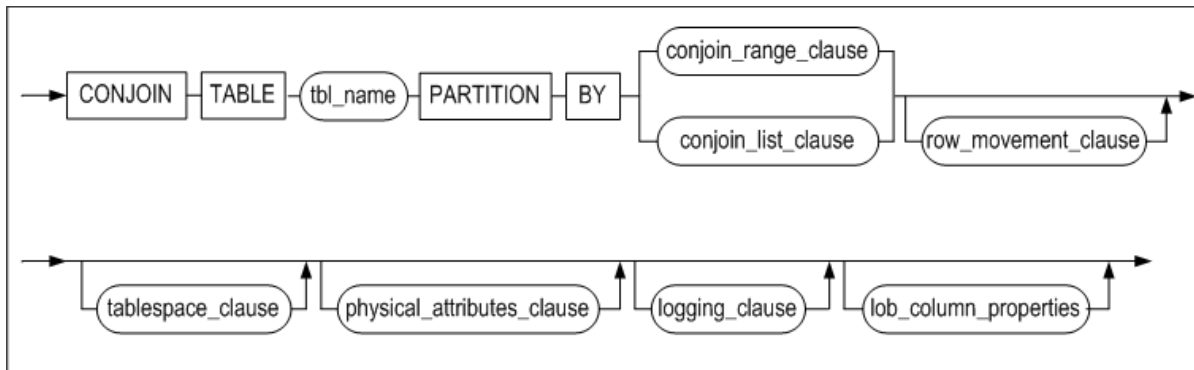 conjoin_range_clause
CONJOIN TABLE tbl_name PARTITION BY
conjoin_list_clause row_movement_clause
tablespace_clause physical_attributes_clause logging_clause lob_column_properties